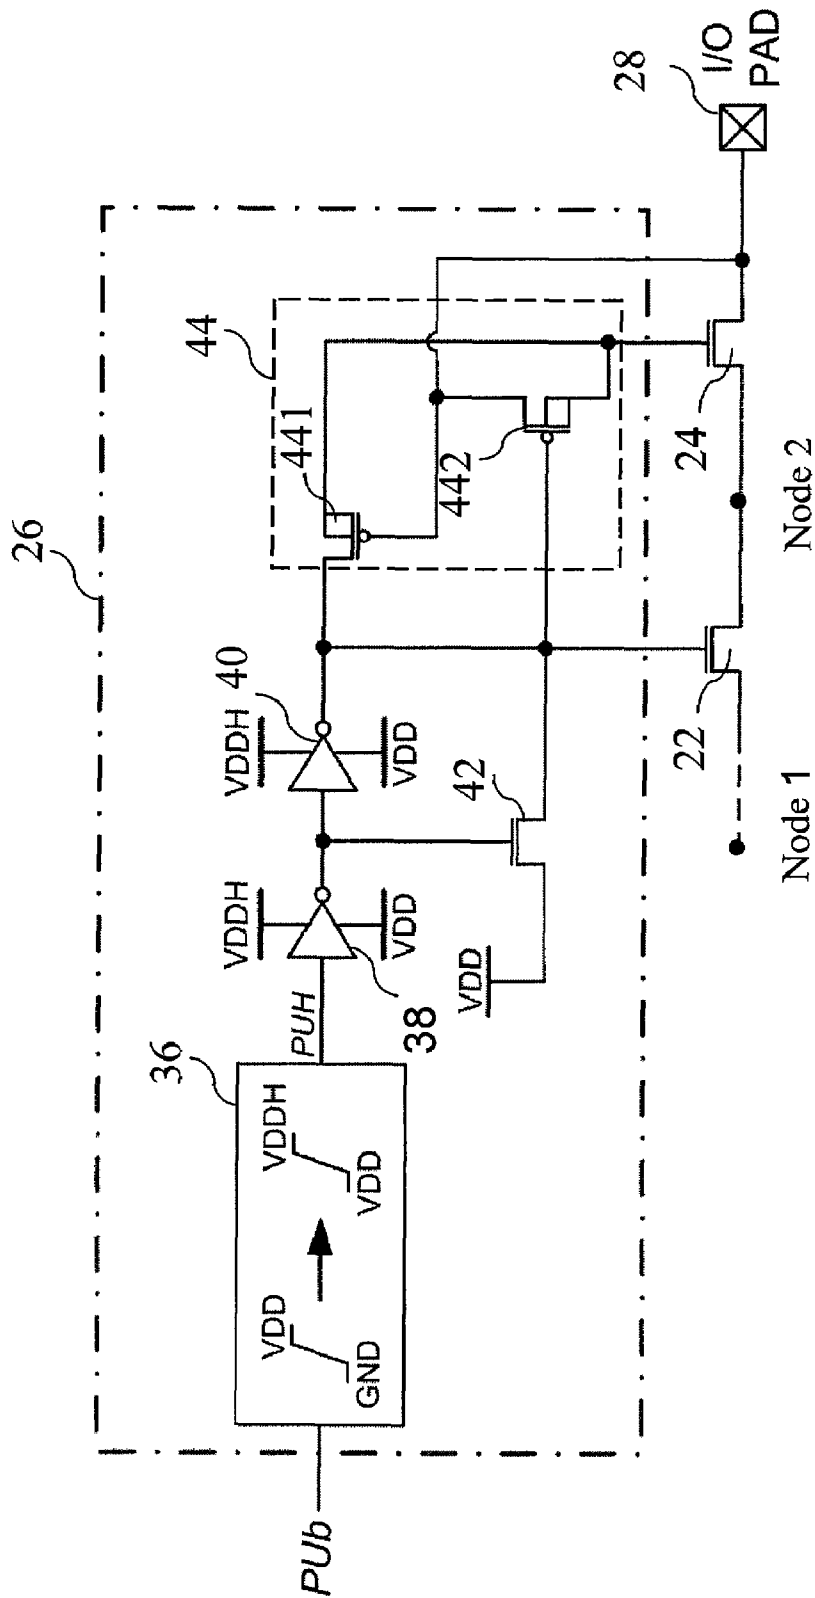 26
44
441
442
40
VDDH
VDD
42
VDDH
VDD
38
VDD
PUH
36
VDD
GND
VDDH
VDD
PUb
28
I/O
PAD
24
22
Node 2
Node 1